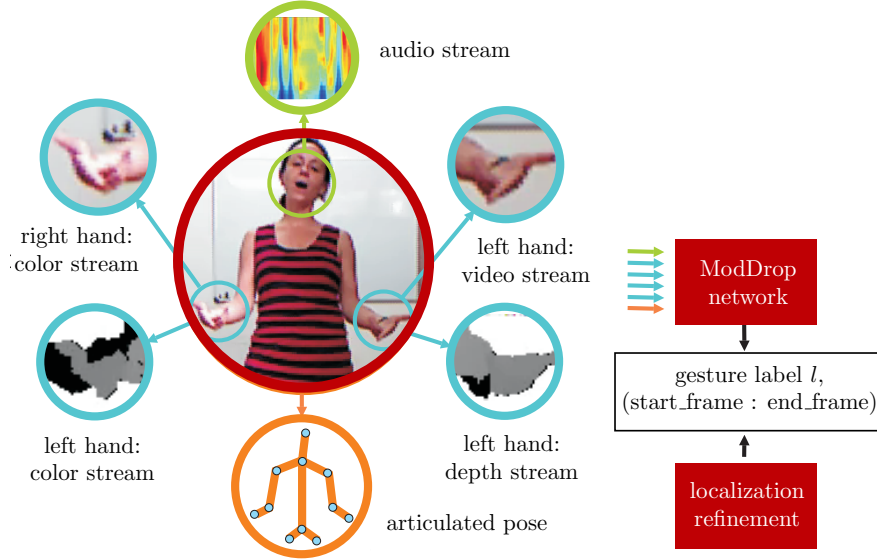 audio stream
right hand:
color stream
left hand:
video stream
left hand:
color stream
left hand:
depth stream
articulated pose
ModDrop
network
gesture label l,
(start_frame : end_frame)
localization
refinement